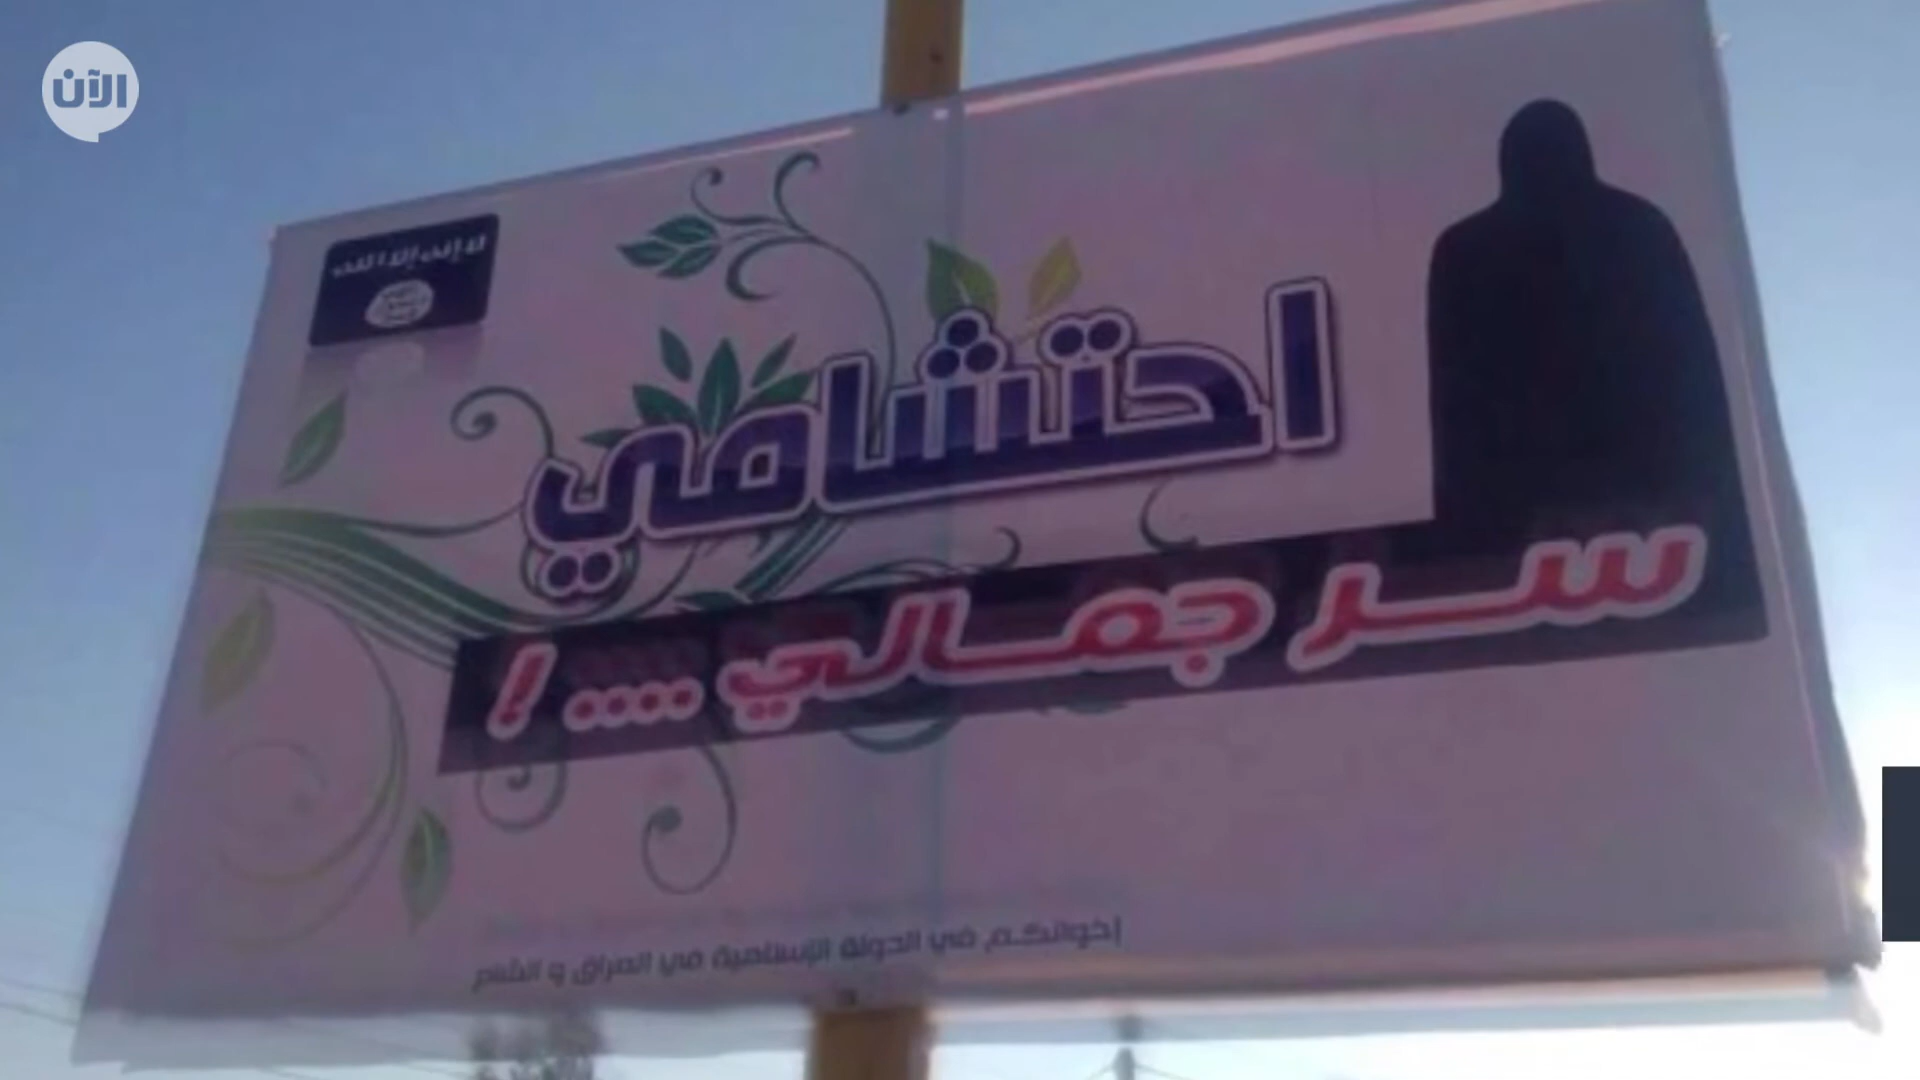 الآن
لا إله إلا الله
احتشامي
سر جمالي .... !
إخوانكم في الدولة الإسلامية في العراق و الشام